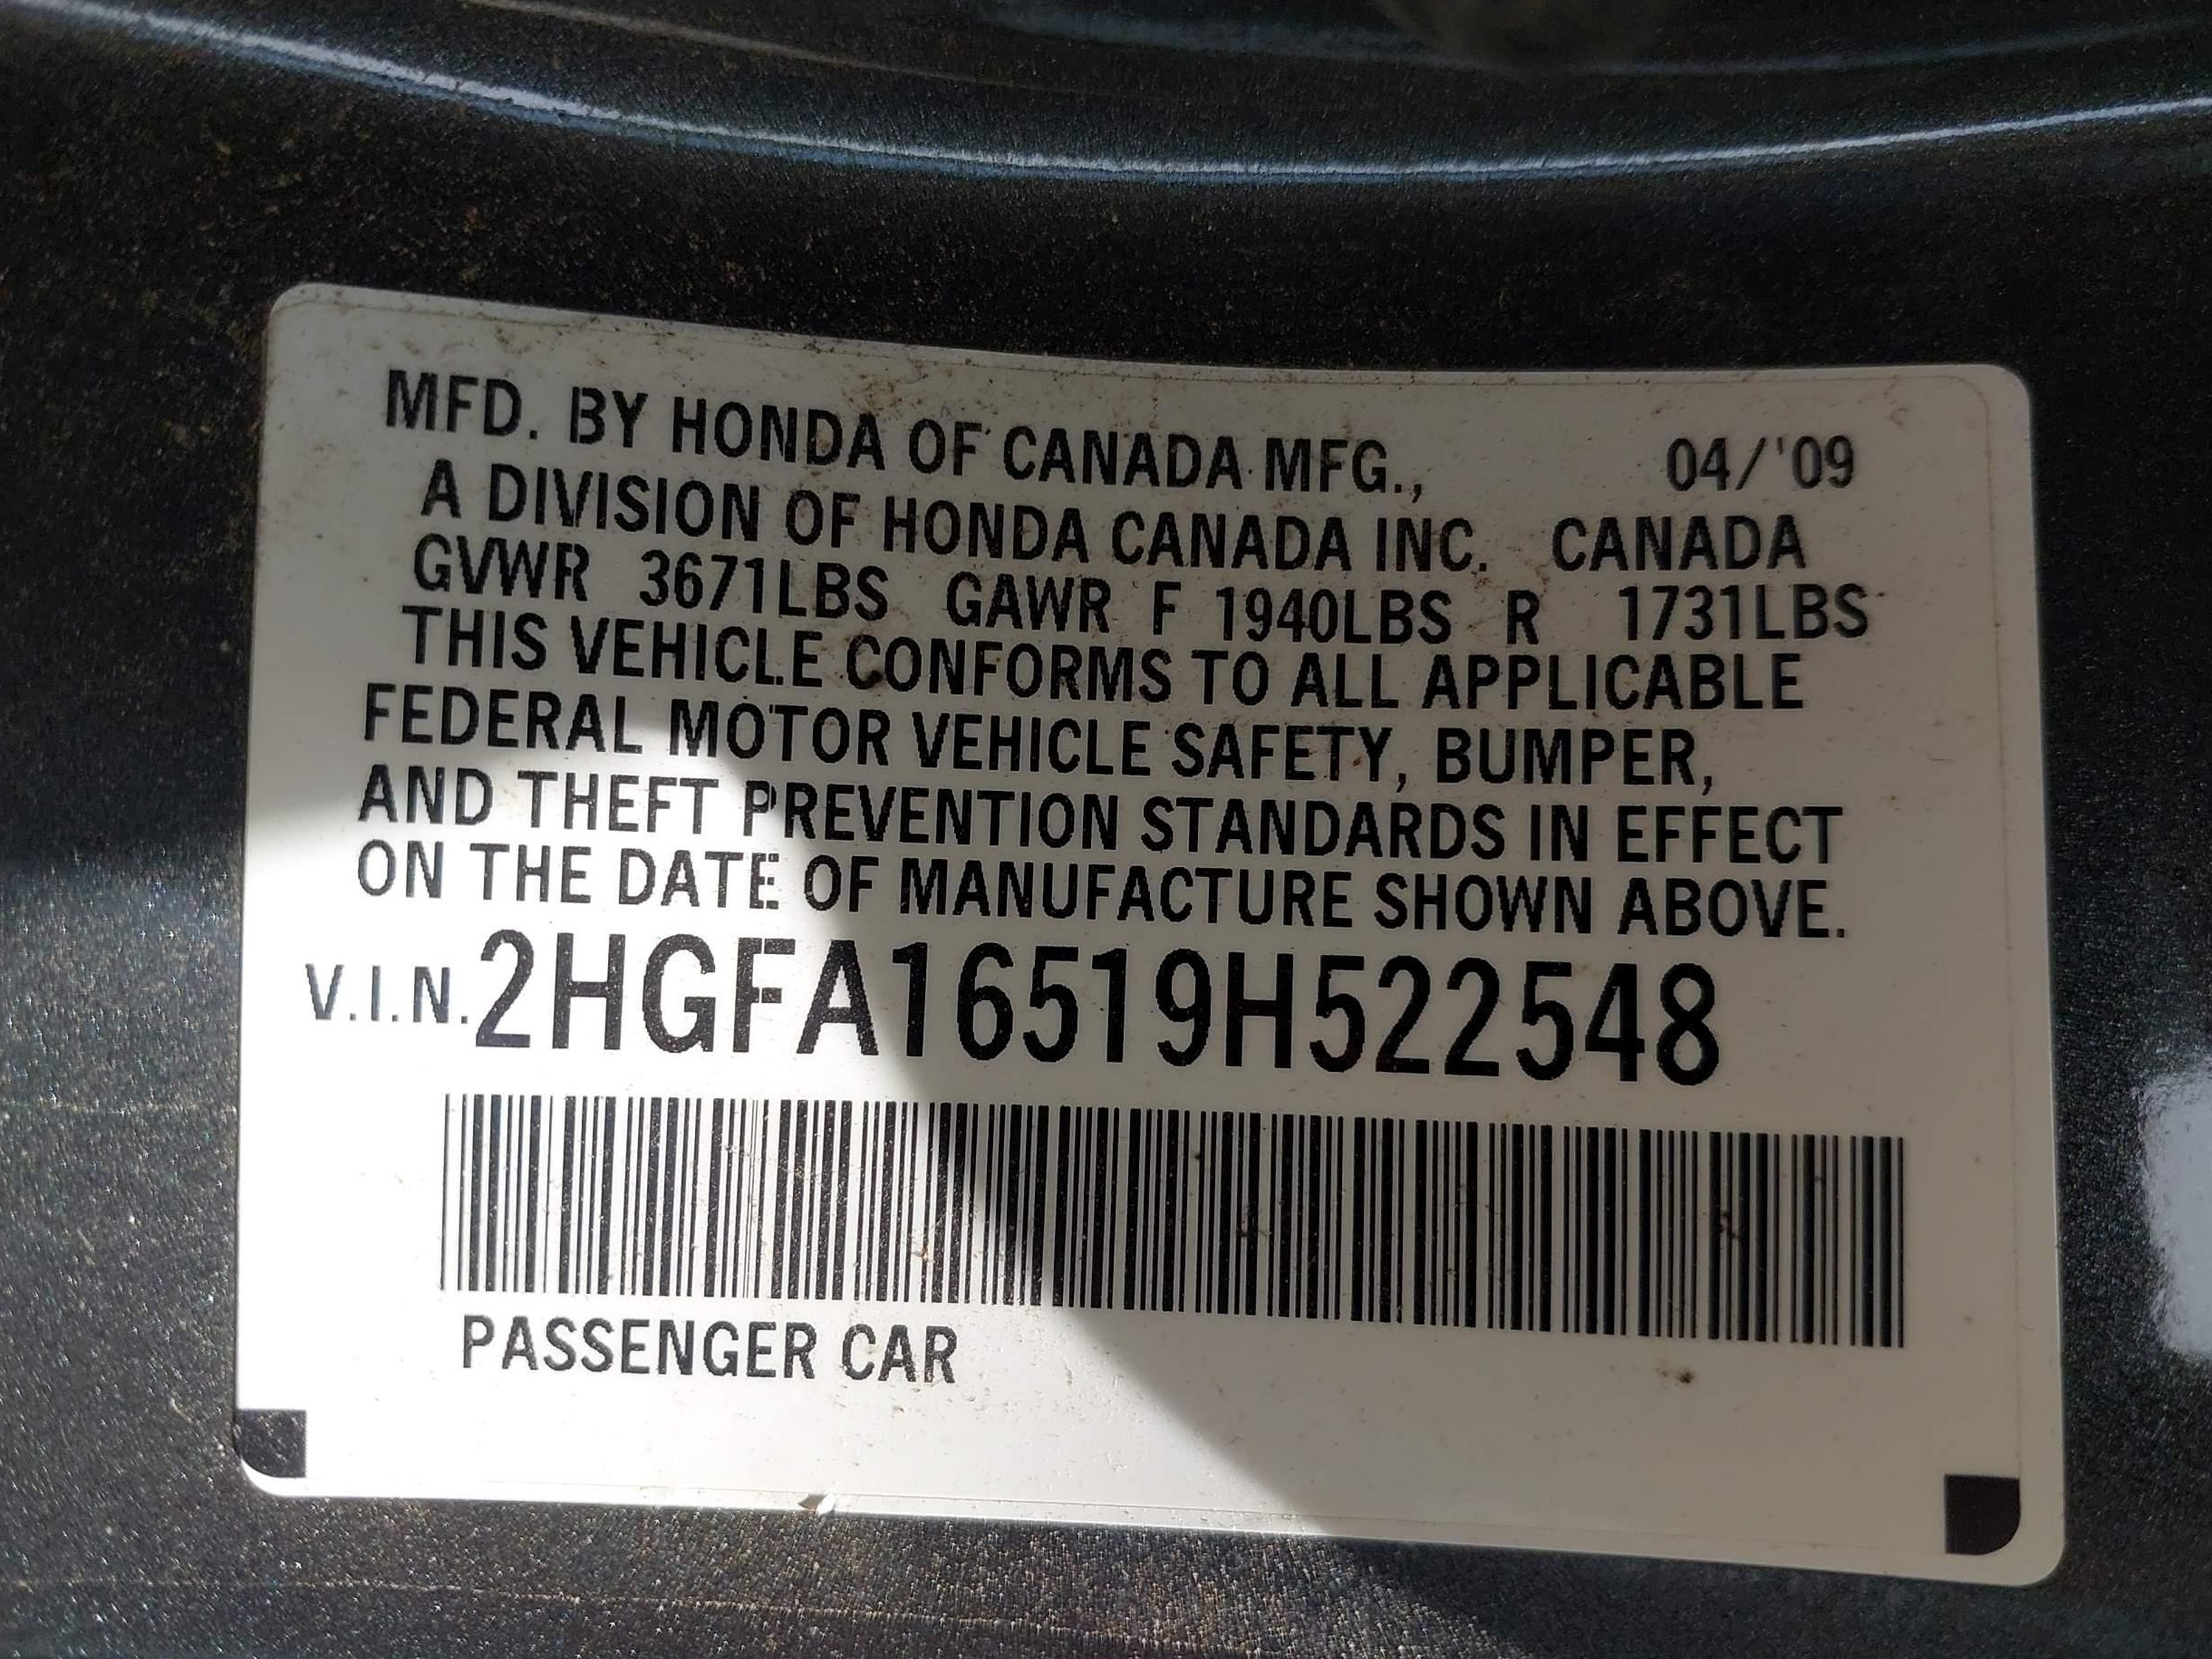 MFD. BY HONDA OF CANADA MFG., 04/'09
A DIVISION OF HONDA CANADA INC. CANADA
GVWR 3671LBS GAWR F 1940LBS R 1731LBS
THIS VEHICLE CONFORMS TO ALL APPLICABLE
FEDERAL MOTOR VEHICLE SAFETY, BUMPER,
AND THEFT PREVENTION STANDARDS IN EFFECT
ON THE DATE OF MANUFACTURE SHOWN ABOVE.
V.I.N. 2HGFA16519H522548
PASSENGER CAR